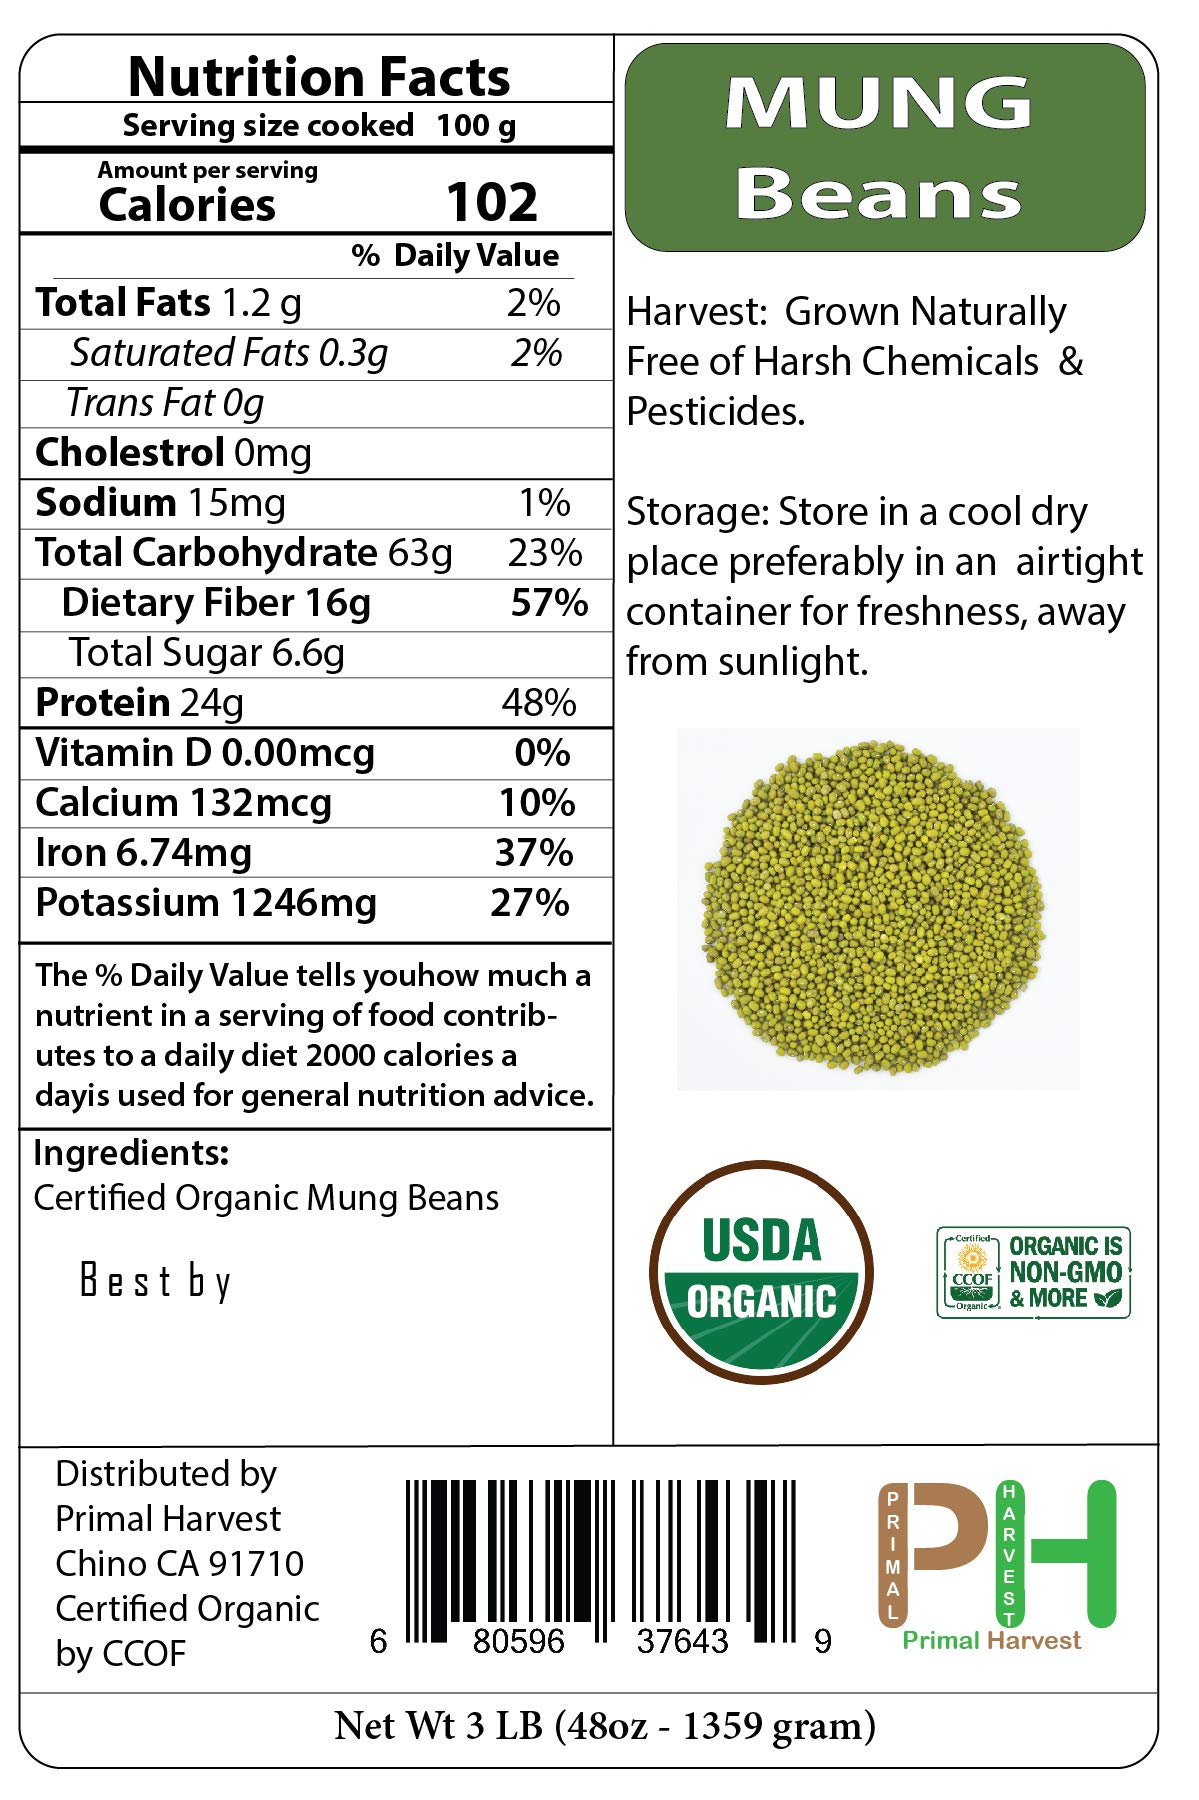 Nutrition Facts
Serving size cooked 100 g
Amount per serving
Calories 102
% Daily Value
Total Fats 1.2 g 2%
Saturated Fats 0.3g 2%
Trans Fat 0g
Cholestrol 0mg
Sodium 15mg 1%
Total Carbohydrate 63g 23%
Dietary Fiber 16g 57%
Total Sugar 6.6g
Protein 24g 48%
Vitamin D 0.00mcg 0%
Calcium 132mcg 10%
Iron 6.74mg 37%
Potassium 1246mg 27%
The % Daily Value tells youhow much a
nutrient in a serving of food contrib-
utes to a daily diet 2000 calories a
dayis used for general nutrition advice.
Ingredients:
Certified Organic Mung Beans
Best by
MUNG
Beans
Harvest: Grown Naturally
Free of Harsh Chemicals &
Pesticides.
Storage: Store in a cool dry
place preferably in an airtight
container for freshness, away
from sunlight.
USDA
ORGANIC
Certified
CCOF
Organic
ORGANIC IS
NON-GMO
& MORE
Distributed by
Primal Harvest
Chino CA 91710
Certified Organic
by CCOF
6 80596 37643 9
PRIMAL
HARVEST
PH
Primal Harvest
Net Wt 3 LB (48oz - 1359 gram)